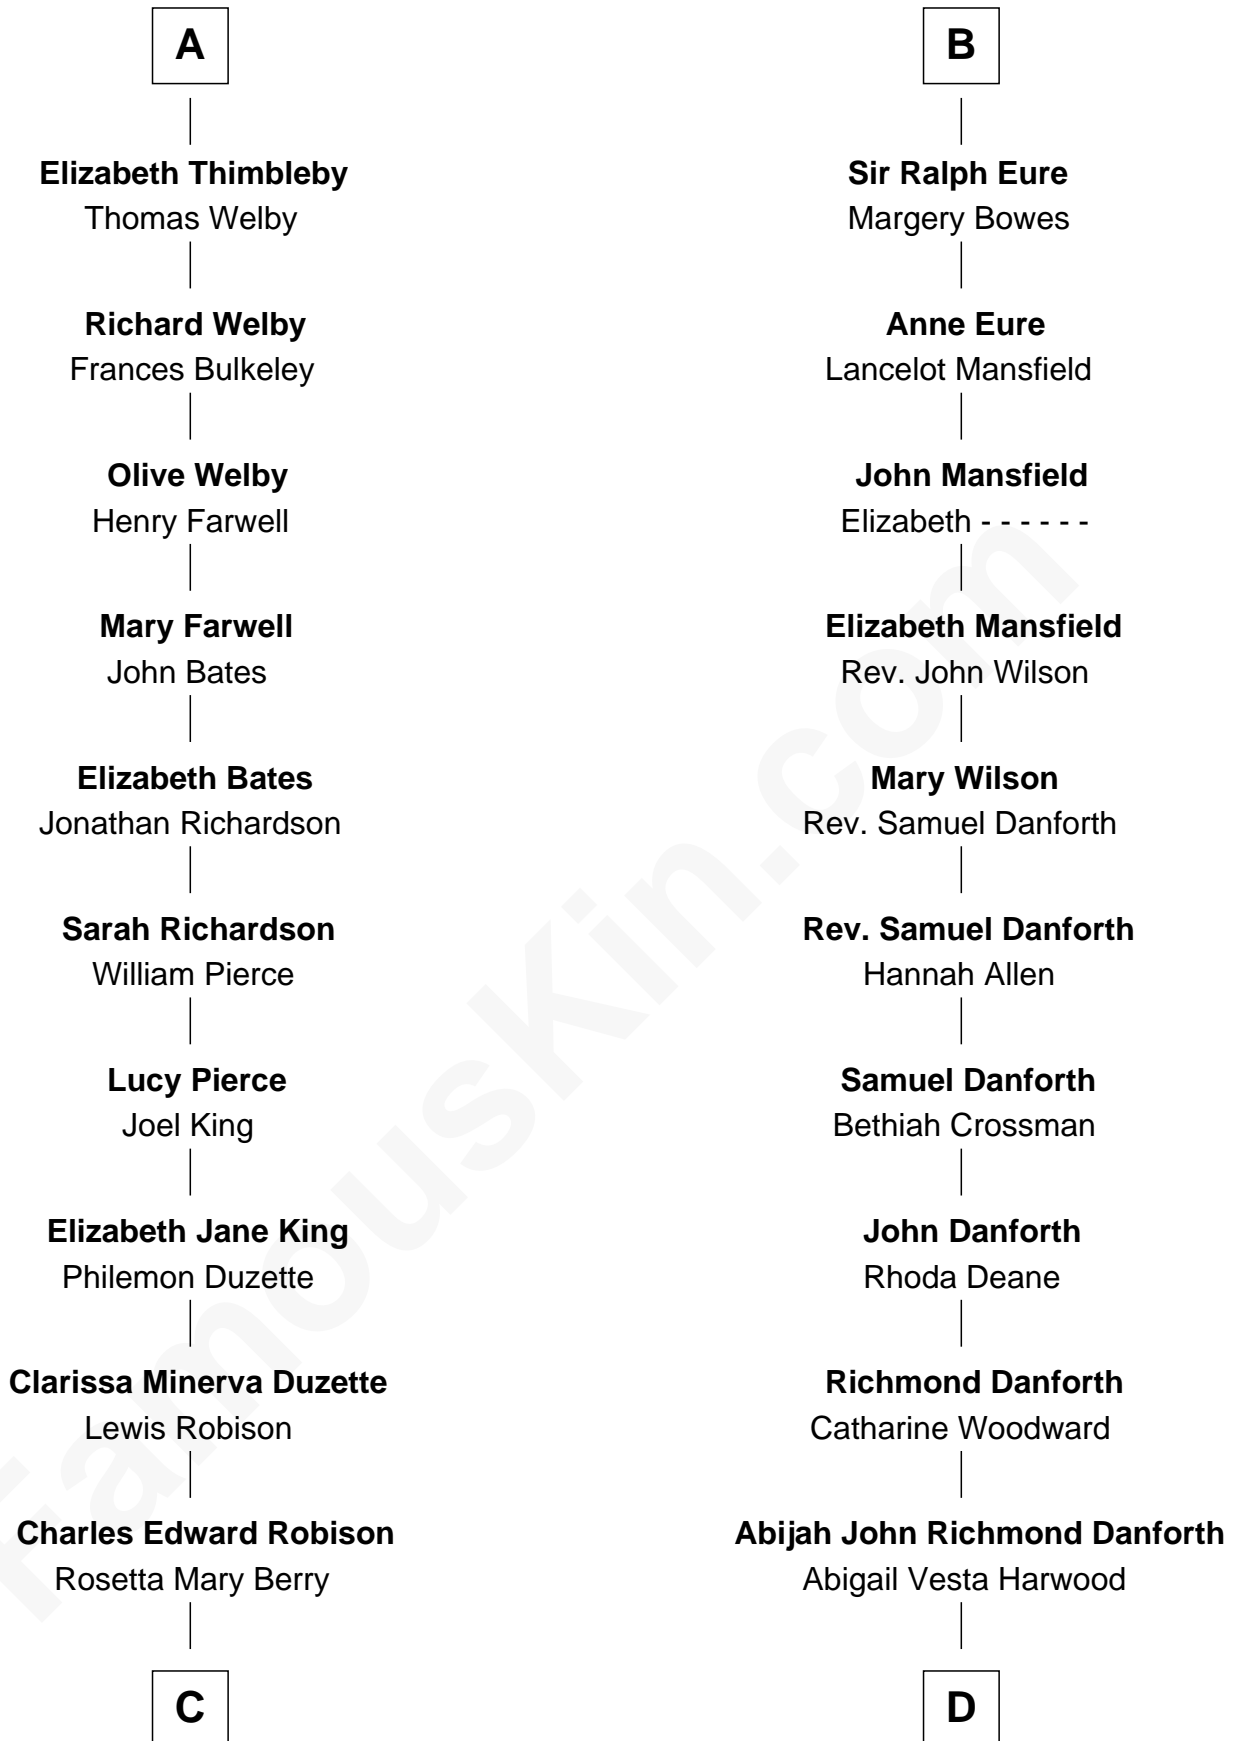 A
Elizabeth Thimbleby
Thomas Welby
Richard Welby
Frances Bulkeley
Olive Welby
Henry Farwell
Mary Farwell
John Bates
Elizabeth Bates
Jonathan Richardson
Sarah Richardson
William Pierce
Lucy Pierce
Joel King
Elizabeth Jane King
Philemon Duzette
Clarissa Minerva Duzette
Lewis Robison
Charles Edward Robison
Rosetta Mary Berry
C
B
Sir Ralph Eure
Margery Bowes
Anne Eure
Lancelot Mansfield
John Mansfield
Elizabeth - - - - - -
Elizabeth Mansfield
Rev. John Wilson
Mary Wilson
Rev. Samuel Danforth
Rev. Samuel Danforth
Hannah Allen
Samuel Danforth
Bethiah Crossman
John Danforth
Rhoda Deane
Richmond Danforth
Catharine Woodward
Abijah John Richmond Danforth
Abigail Vesta Harwood
D
FamousKin.com